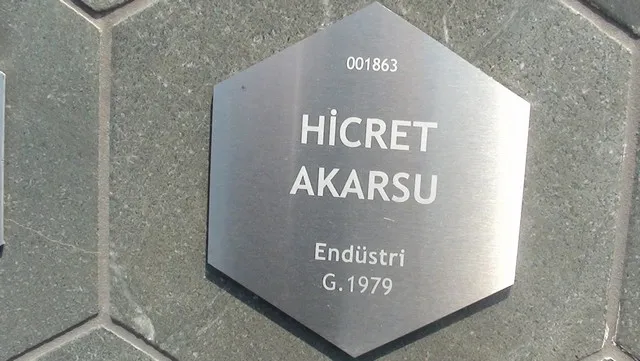 001863
HİCRET
AKARSU
Endüstri
G.1979